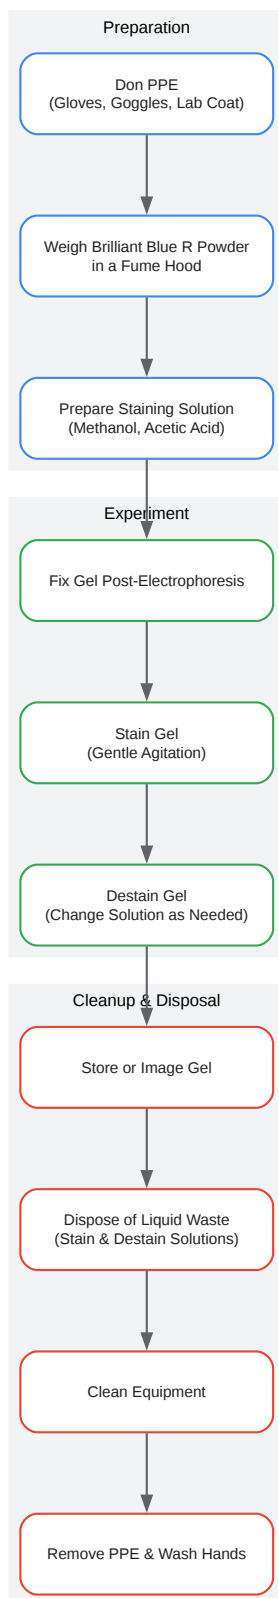 Preparation
Don PPE
(Gloves, Goggles, Lab Coat)
Weigh Brilliant Blue R Powder
in a Fume Hood
Prepare Staining Solution
(Methanol, Acetic Acid)
Experiment
Fix Gel Post-Electrophoresis
Stain Gel
(Gentle Agitation)
Destain Gel
(Change Solution as Needed)
Cleanup & Disposal
Store or Image Gel
Dispose of Liquid Waste
(Stain & Destain Solutions)
Clean Equipment
Remove PPE & Wash Hands